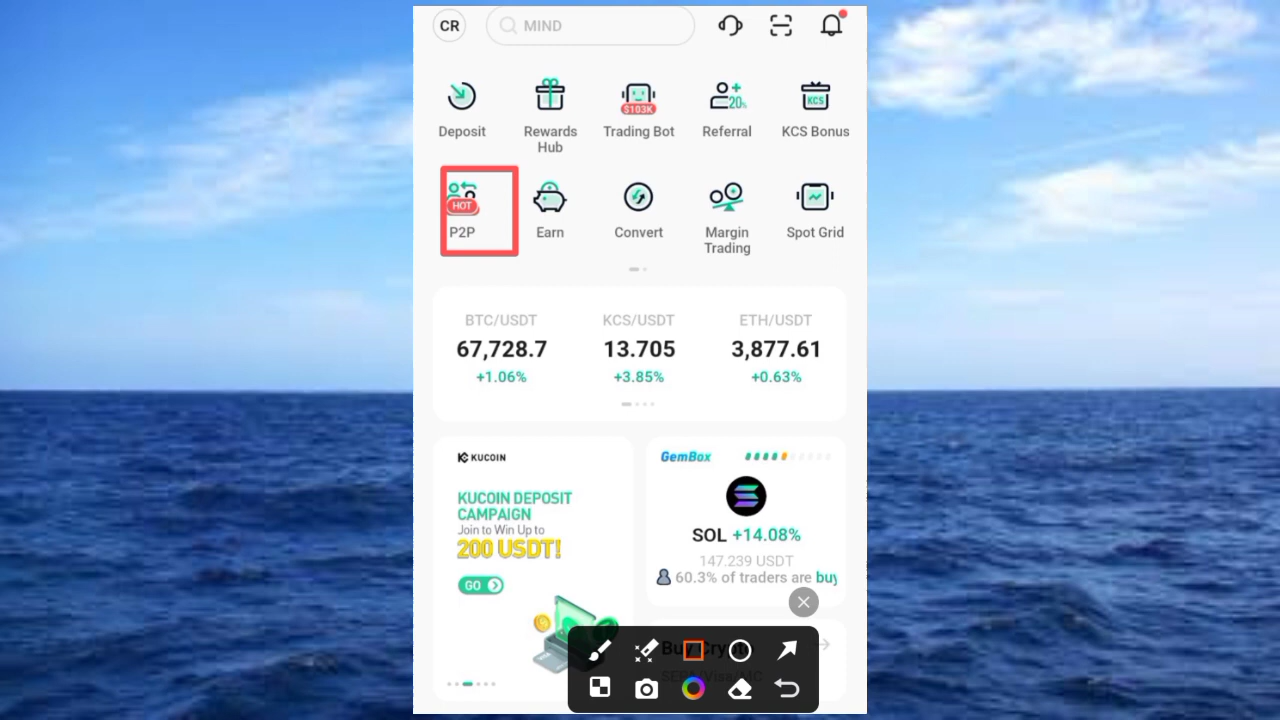 CR
MIND
$103K
20%
KCS
Deposit
Rewards
Hub
Trading Bot
Referral
KCS Bonus
HOT
P2P
Earn
Convert
Margin
Trading
Spot Grid
BTC/USDT
KCS/USDT
ETH/USDT
67,728.7
13.705
3,877.61
+1.06%
+3.85%
+0.63%
KUCOIN
KUCOIN DEPOSIT
CAMPAIGN
Join to Win Up to
200 USDT!
GO
GemBox
SOL +14.08%
147.239 USDT
60.3% of traders are buy
Buy Crypto